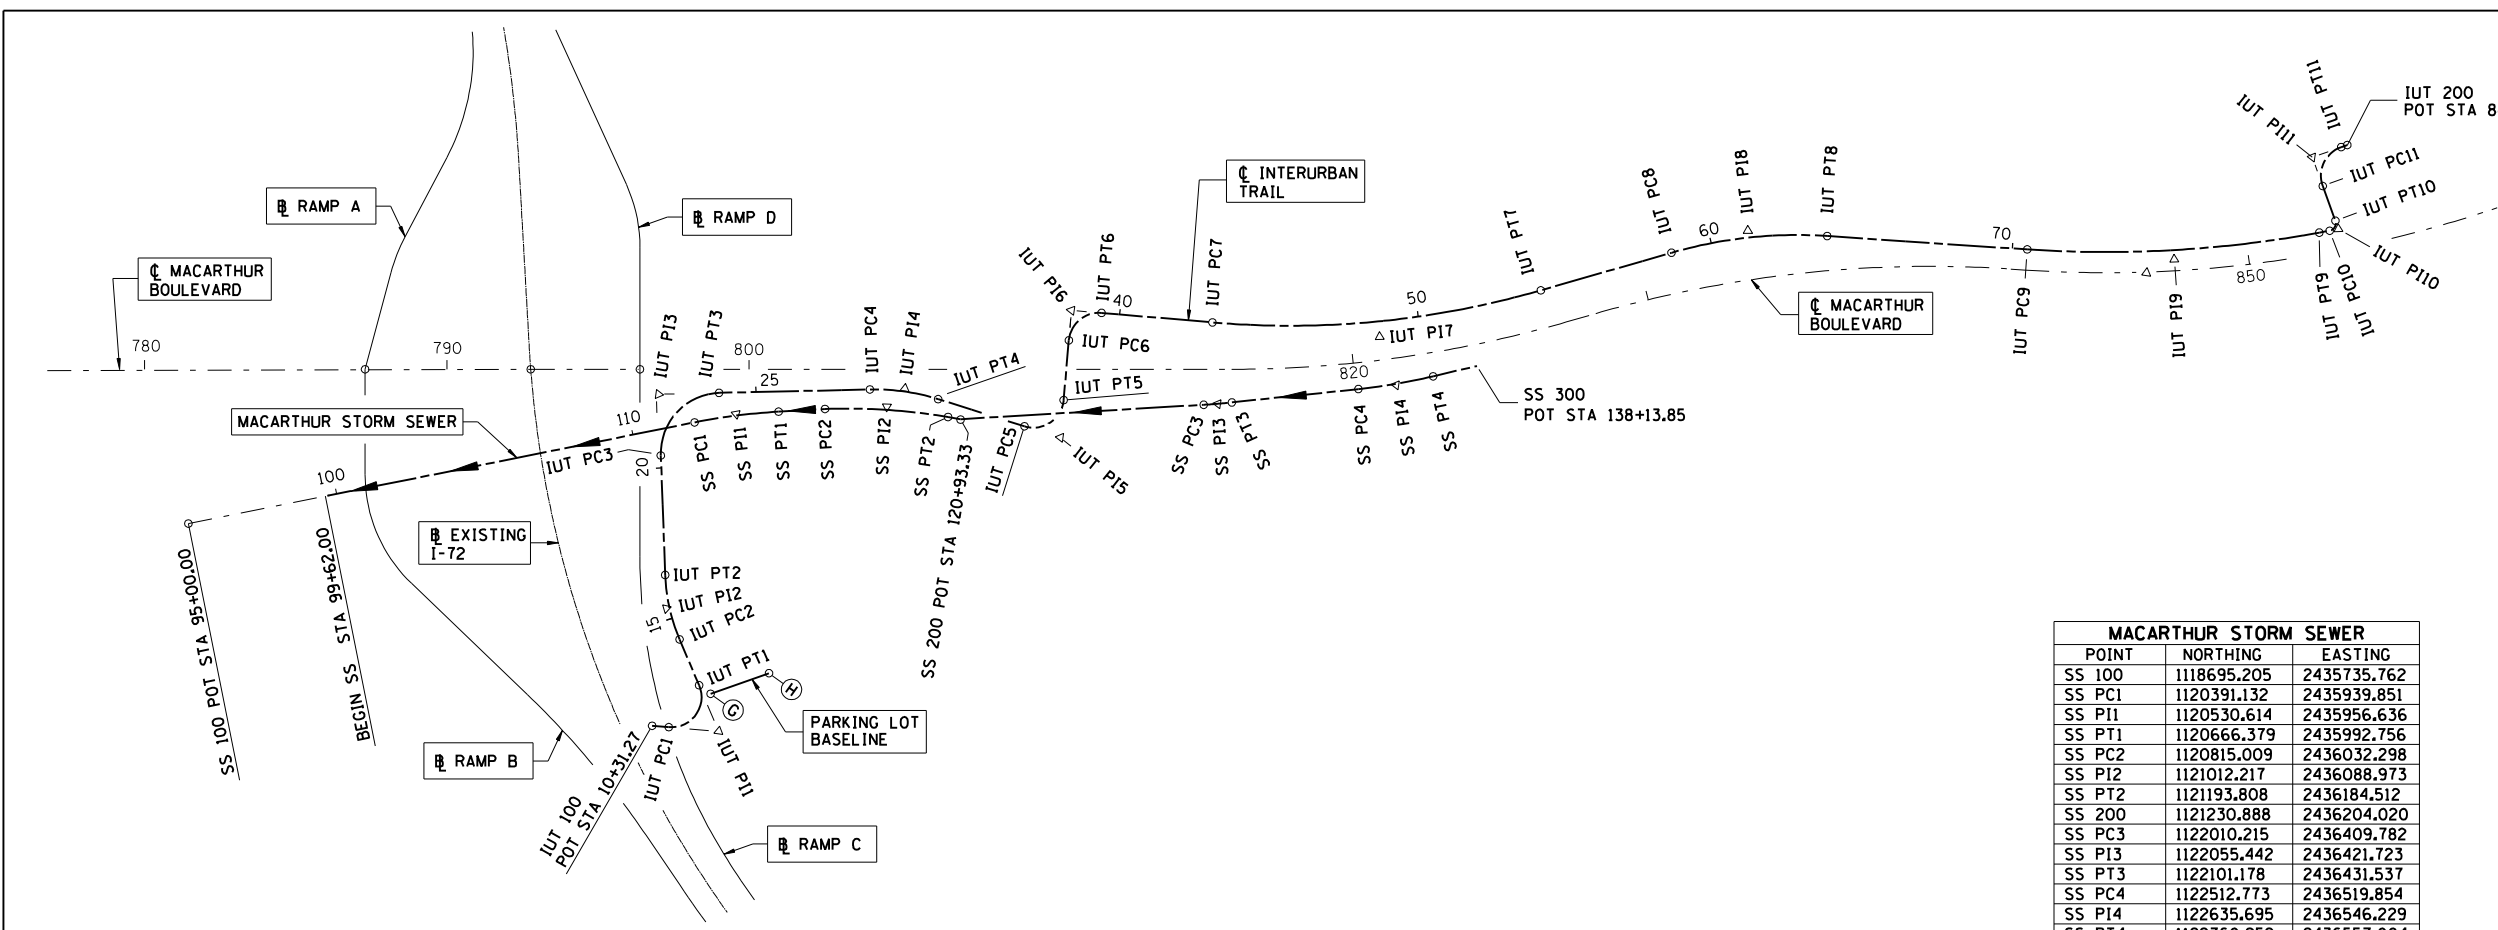 IUT PT11
IUT 200
POT STA 8
IUT PI11
IUT PC11
IUT PT10
IUT PI10
IUT PC10
IUT PT9
850
IUT PI9
IUT PC9
70
IUT PT8
IUT PI8
60
IUT PC8
IUT PT7
℄ MACARTHUR
BOULEVARD
50
IUT PI7
℄ INTERURBAN
TRAIL
IUT PC7
40
IUT PT6
IUT PI6
IUT PC6
IUT PT5
820
BL RAMP A
BL RAMP D
℄ MACARTHUR
BOULEVARD
780
790
800
IUT PI3
IUT PT3
25
IUT PC4
IUT PI4
IUT PT4
SS 300
POT STA 138+13.85
MACARTHUR STORM SEWER
110
100
IUT PC3
20
SS PC1
SS PI1
SS PT1
SS PC2
SS PI2
SS PT2
SS 200 POT STA 120+93.33
IUT PC5
IUT PI5
SS PC3
SS PI3
SS PT3
SS PC4
SS PI4
SS PT4
BL EXISTING
I-72
SS 100 POT STA 95+00.00
BEGIN SS STA 99+62.00
IUT PT2
IUT PI2
15
IUT PC2
IUT PT1
H
G
PARKING LOT
BASELINE
IUT PI1
IUT PC1
IUT 100
POT STA 10+31.27
BL RAMP B
BL RAMP C
MACARTHUR STORM SEWER
POINT NORTHING EASTING
SS 100 1118695.205 2435735.762
SS PC1 1120391.132 2435939.851
SS PI1 1120530.614 2435956.636
SS PT1 1120666.379 2435992.756
SS PC2 1120815.009 2436032.298
SS PI2 1121012.217 2436088.973
SS PT2 1121193.808 2436184.512
SS 200 1121230.888 2436204.020
SS PC3 1122010.215 2436409.782
SS PI3 1122055.442 2436421.723
SS PT3 1122101.178 2436431.537
SS PC4 1122512.773 2436519.854
SS PI4 1122635.695 2436546.229